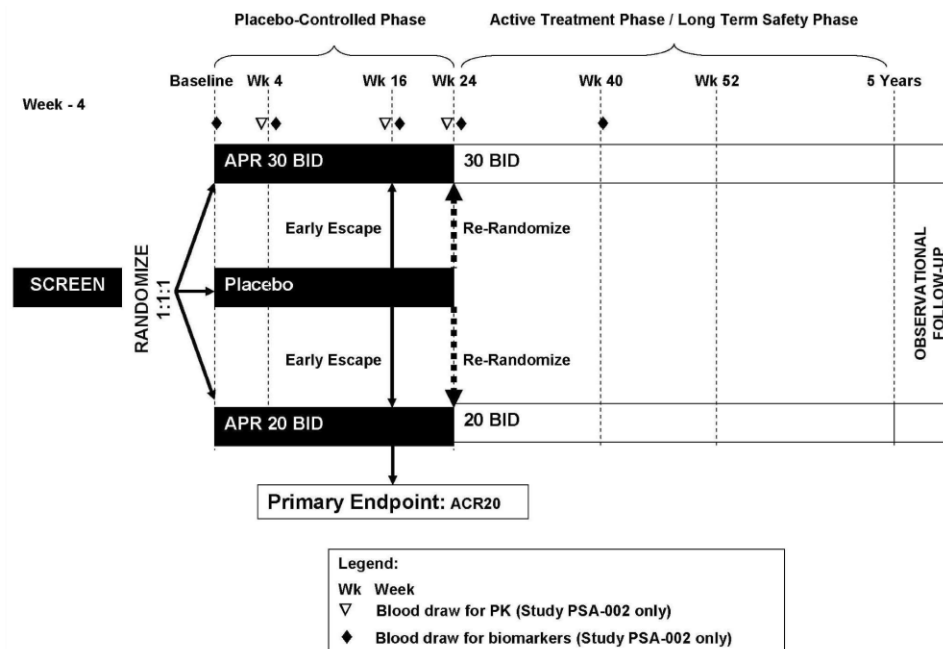 Placebo-Controlled Phase
Active Treatment Phase / Long Term Safety Phase
Baseline
Wk 4
Wk 16
Wk 24
Wk 40
Wk 52
5 Years
Week - 4
APR 30 BID
30 BID
Early Escape
Re-Randomize
SCREEN
RANDOMIZE
1:1:1
Placebo
OBSERVATIONAL
FOLLOW-UP
Early Escape
Re-Randomize
APR 20 BID
20 BID
Primary Endpoint: ACR20
Legend:
Wk Week
▽ Blood draw for PK (Study PSA-002 only)
♦ Blood draw for biomarkers (Study PSA-002 only)